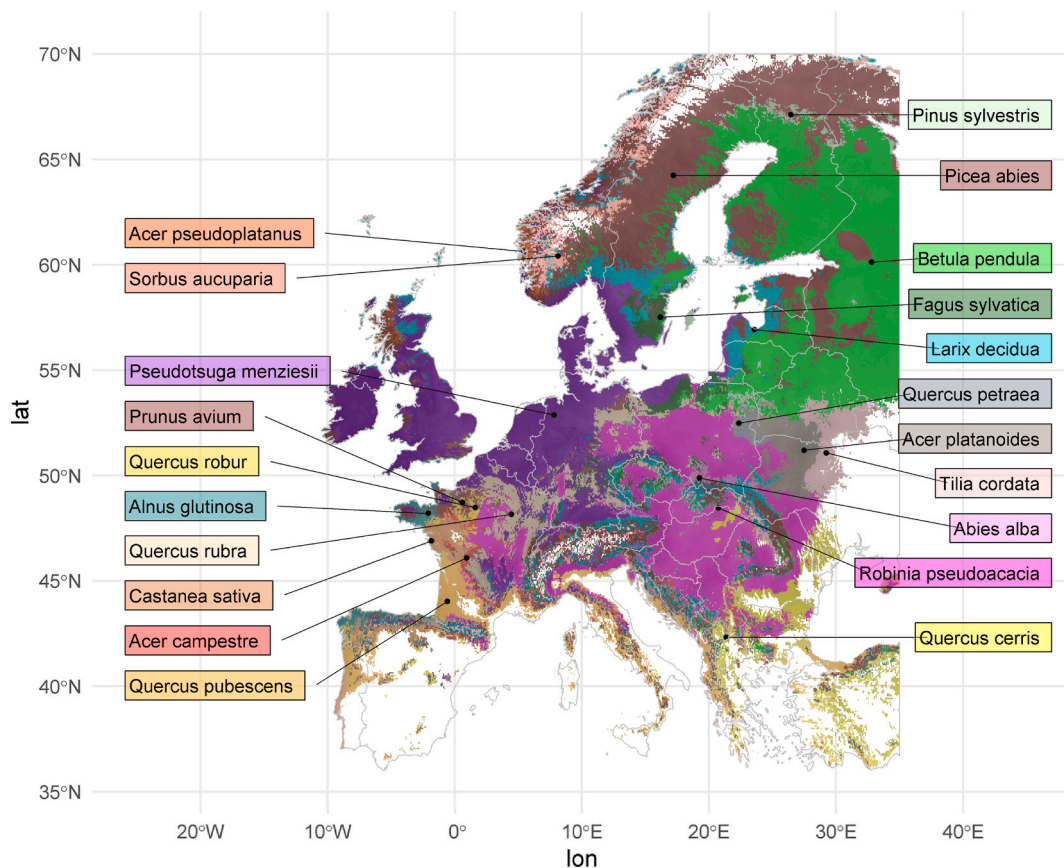 70°N
65°N
60°N
55°N
50°N
45°N
40°N
35°N
lat
Pinus sylvestris
Picea abies
Acer pseudoplatanus
Sorbus aucuparia
Betula pendula
Fagus sylvatica
Larix decidua
Pseudotsuga menziesii
Prunus avium
Quercus robur
Alnus glutinosa
Quercus rubra
Castanea sativa
Acer campestre
Quercus pubescens
Quercus petraea
Acer platanoides
Tilia cordata
Abies alba
Robinia pseudoacacia
Quercus cerris
20°W 10°W 0° 10°E 20°E 30°E 40°E
lon